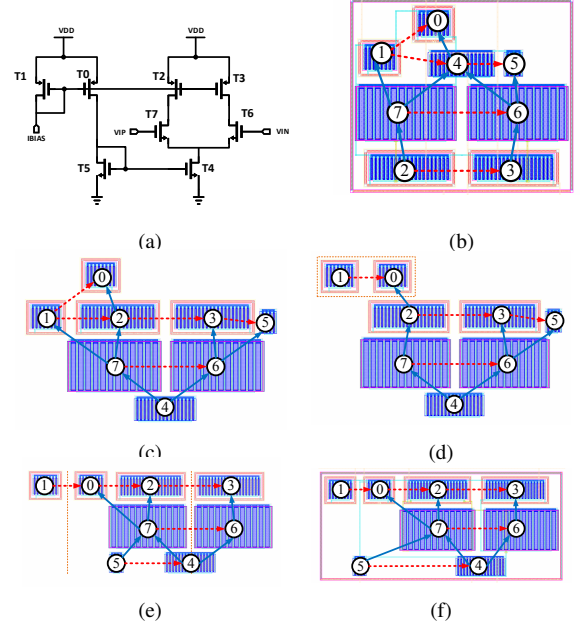 VDD VDD
T1 T0 T2 T3
T7 T6
IBIAS VIP VIN
T5 T4
(a)
0
1 4 5
7 6
2 3
(b)
0
1 2 3 5
7 6
4
(c)
1 0
2 3 5
7 6
4
(d)
1 0 2 3
7 6
5 4
(e)
1 0 2 3
7 6
5 4
(f)